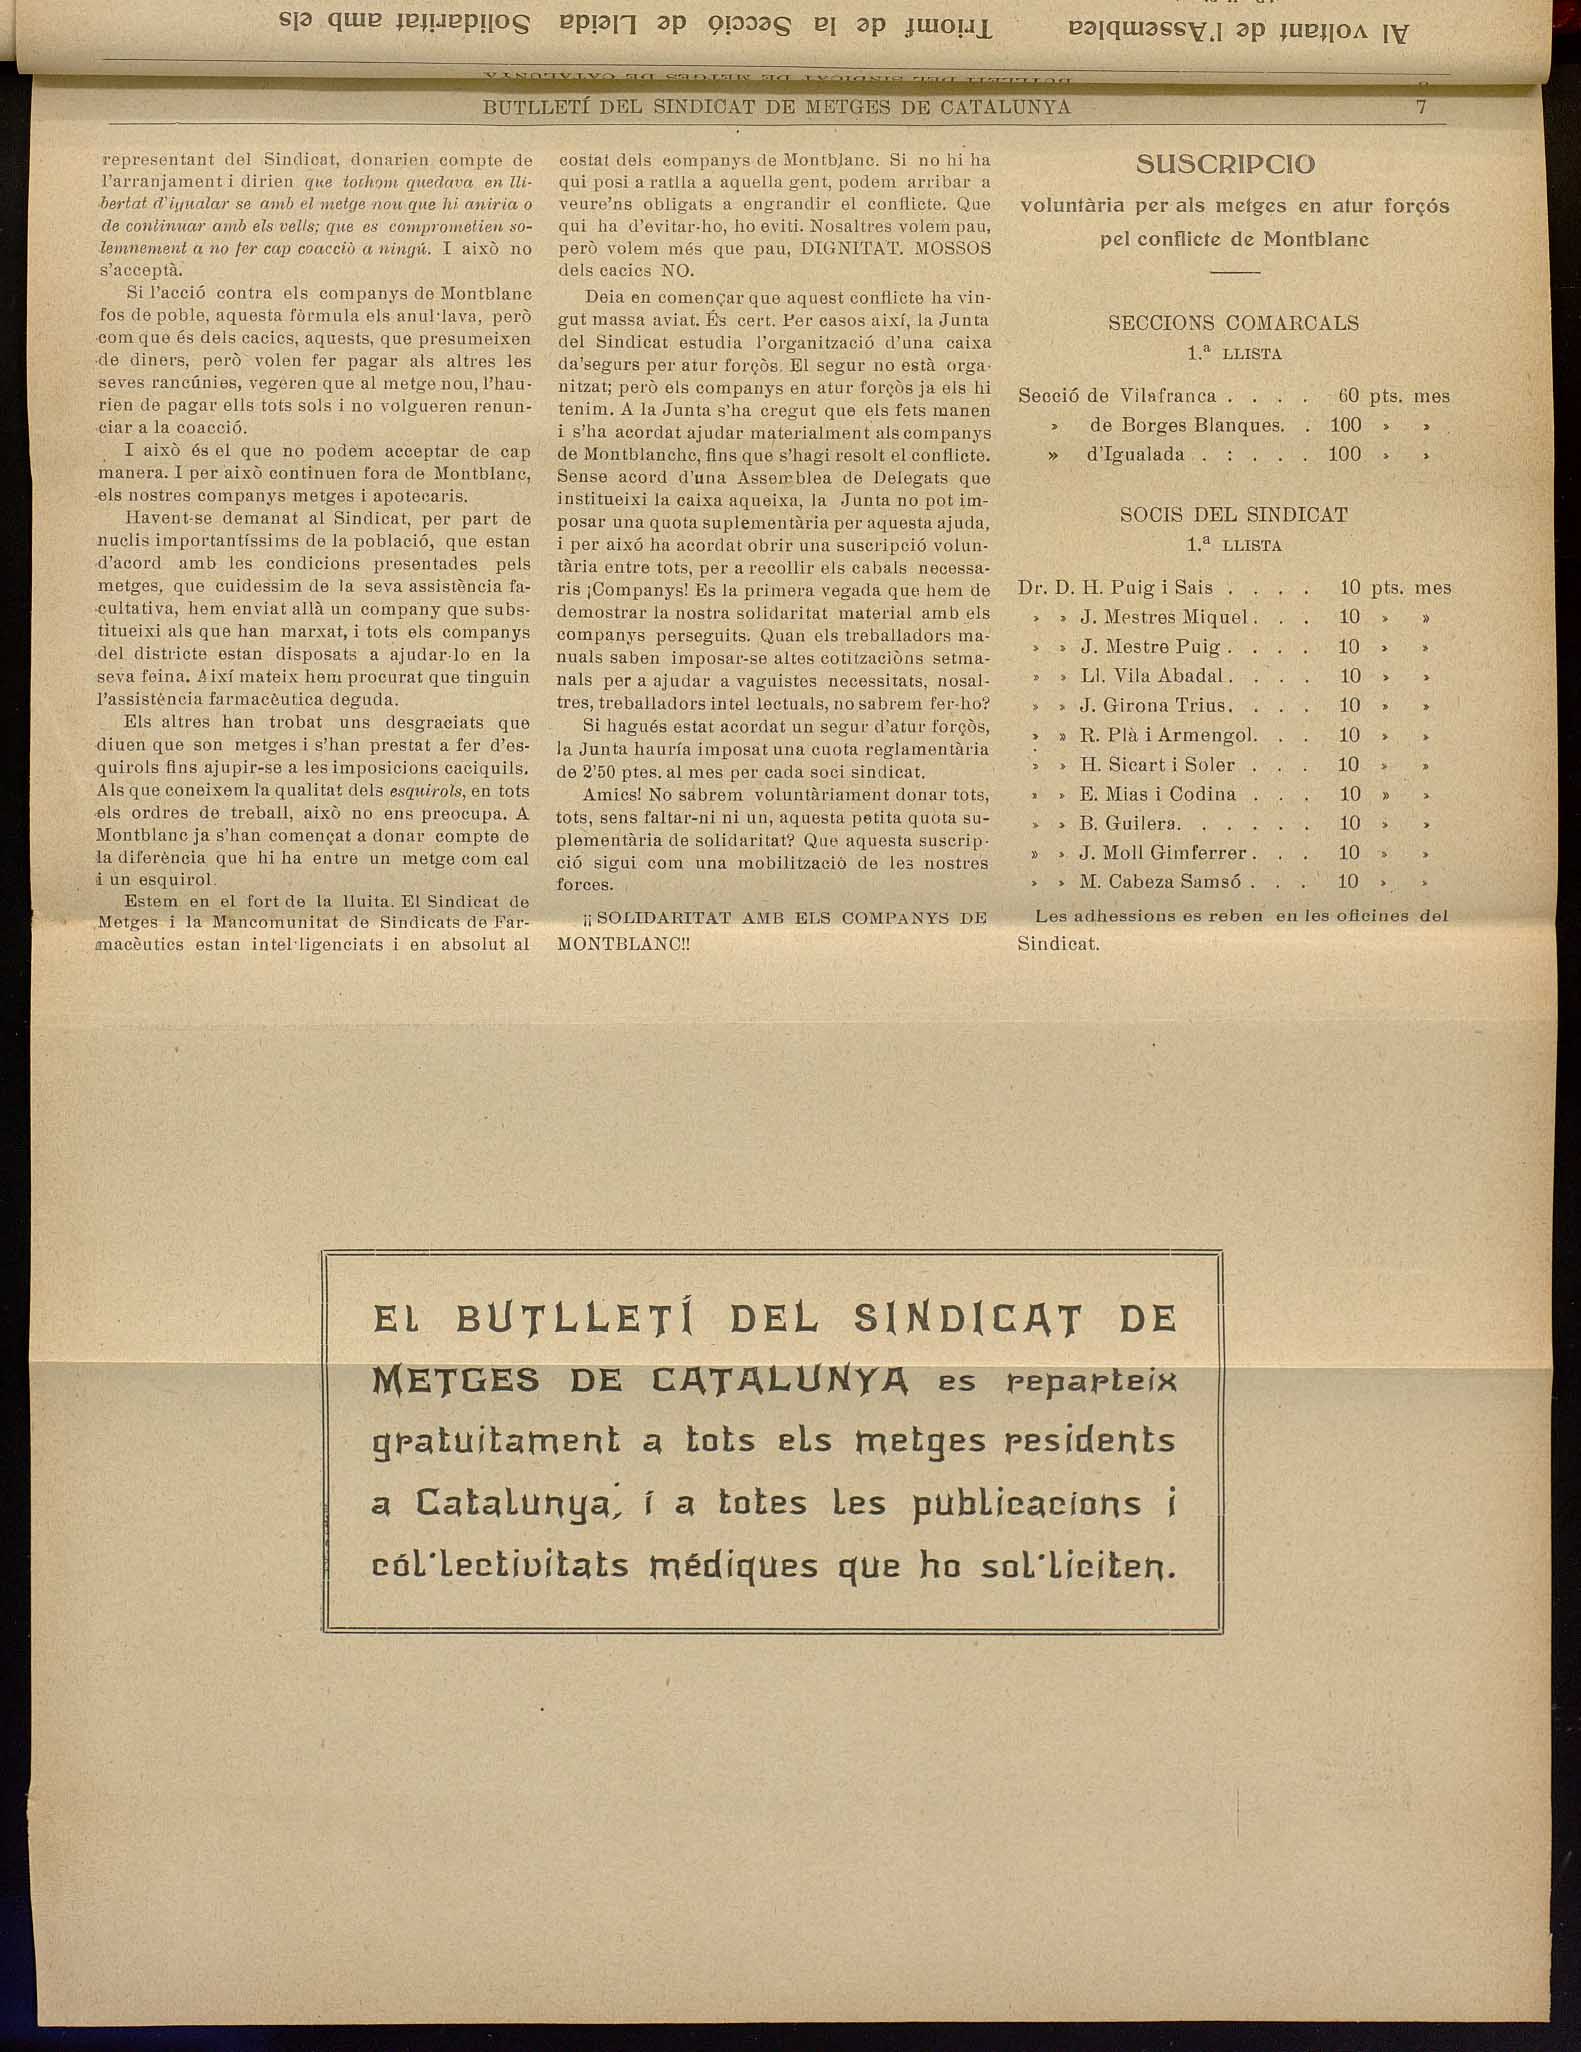 Al voltant de l'Assemblea
Triomf de la Secció de Lleida
Solidaritat amb els
BUTLLETÍ DEL SINDICAT DE METGES DE CATALUNYA
BUTLLETÍ DEL SINDICAT DE METGES DE CATALUNYA 7
representant del Sindicat, donarien compte de
l'arranjament i dirien que tothom quedava en lli-
bertat d'igualar se amb el metge nou que hi aniria o
de continuar amb els vells; que es comprometien so-
lemnement a no fer cap coacciò a ningú. I això no
s'acceptà.
Si l'acció contra els companys de Montblanc
fos de poble, aquesta fòrmula els anul·lava, però
com que és dels cacics, aquests, que presumeixen
de diners, però volen fer pagar als altres les
seves rancúnies, vegeren que al metge nou, l'hau-
rien de pagar ells tots sols i no volgueren renun-
ciar a la coacció.
I això és el que no podem acceptar de cap
manera. I per això continuen fora de Montblanc,
els nostres companys metges i apotecaris.
Havent-se demanat al Sindicat, per part de
nuclis importantíssims de la població, que estan
d'acord amb les condicions presentades pels
metges, que cuidessim de la seva assistència fa-
cultativa, hem enviat allà un company que subs-
titueixi als que han marxat, i tots els companys
del districte estan disposats a ajudar-lo en la
seva feina. Així mateix hem procurat que tinguin
l'assistència farmacèutica deguda.
Els altres han trobat uns desgraciats que
diuen que son metges i s'han prestat a fer d'es-
quirols fins ajupir-se a les imposicions caciquils.
Als que coneixem la qualitat dels esquirols, en tots
els ordres de treball, això no ens preocupa. A
Montblanc ja s'han començat a donar compte de
la diferència que hi ha entre un metge com cal
i un esquirol.
Estem en el fort de la lluita. El Sindicat de
Metges i la Mancomunitat de Sindicats de Far-
macèutics estan intel·ligenciats i en absolut al
costat dels companys de Montblanc. Si no hi ha
qui posi a ratlla a aquella gent, podem arribar a
veure'ns obligats a engrandir el conflicte. Que
qui ha d'evitar-ho, ho eviti. Nosaltres volem pau,
però volem més que pau, DIGNITAT. MOSSOS
dels cacics NO.
Deia en començar que aquest conflicte ha vin-
gut massa aviat. És cert. Per casos així, la Junta
del Sindicat estudia l'organització d'una caixa
da'segurs per atur forçòs. El segur no està orga-
nitzat; però els companys en atur forçòs ja els hi
tenim. A la Junta s'ha cregut que els fets manen
i s'ha acordat ajudar materialment als companys
de Montblanchc, fins que s'hagi resolt el conflicte.
Sense acord d'una Assemblea de Delegats que
institueixi la caixa aqueixa, la Junta no pot im-
posar una quota suplementària per aquesta ajuda,
i per aixó ha acordat obrir una suscripció volun-
tària entre tots, per a recollir els cabals necessa-
ris ¡Companys! Es la primera vegada que hem de
demostrar la nostra solidaritat material amb els
companys perseguits. Quan els treballadors ma-
nuals saben imposar-se altes cotitzaciòns setma-
nals per a ajudar a vaguistes necessitats, nosal-
tres, treballadors intel lectuals, no sabrem fer-ho?
Si hagués estat acordat un segur d'atur forçòs,
la Junta hauría imposat una cuota reglamentària
de 2'50 ptes. al mes per cada soci sindicat.
Amics! No sabrem voluntàriament donar tots,
tots, sens faltar-ni ni un, aquesta petita quota su-
plementària de solidaritat? Que aquesta suscrip-
ció sigui com una mobilitzaciò de les nostres
forces.
¡¡ SOLIDARITAT AMB ELS COMPANYS DE
MONTBLANC!!
SUSCRIPCIO
voluntària per als metges en atur forçós
pel conflicte de Montblanc
SECCIONS COMARCALS
1.ª LLISTA
Secció de Vilafranca . . . . 60 pts. mes
» de Borges Blanques. . 100 » »
» d'Igualada . : . . . 100 » »
SOCIS DEL SINDICAT
1.ª LLISTA
Dr. D. H. Puig i Sais . . . . 10 pts. mes
» » J. Mestres Miquel . . . 10 » »
» » J. Mestre Puig . . . . 10 » »
» » Ll. Vila Abadal . . . . 10 » »
» » J. Girona Trius. . . . 10 » »
» » R. Plà i Armengol. . . 10 » »
» » H. Sicart i Soler . . . 10 » »
» » E. Mias i Codina . . . 10 » »
» » B. Guilera. . . . . . 10 » »
» » J. Moll Gimferrer . . . 10 » »
» » M. Cabeza Samsó . . . 10 » »
Les adhessions es reben en les oficines del
Sindicat.
El BUTLLETÍ DEL SINDICAT DE
METGES DE CATALUNYA es reparteix
gratuitament a tots els metges residents
a Catalunya, í a totes les publicacions i
cól·lectivitats médiques que ho sol·liciten.